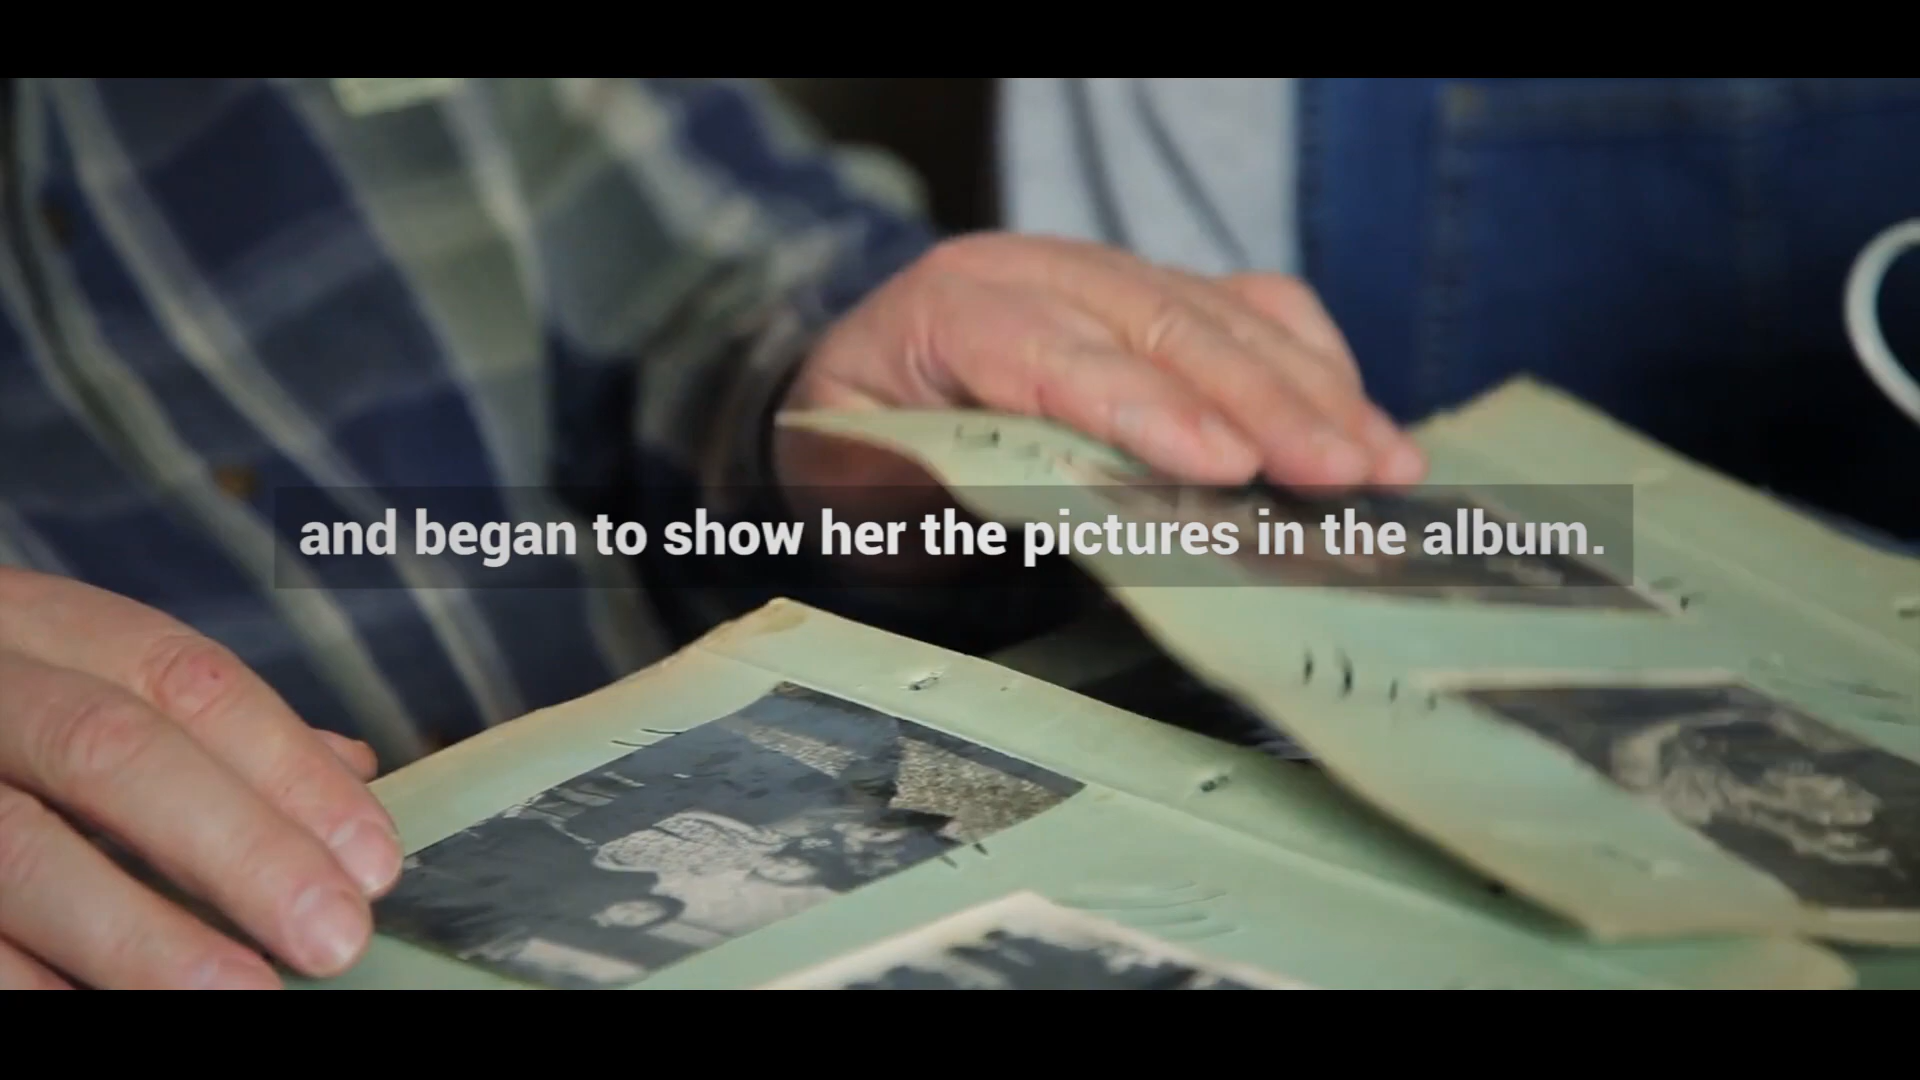 and began to show her the pictures in the album.